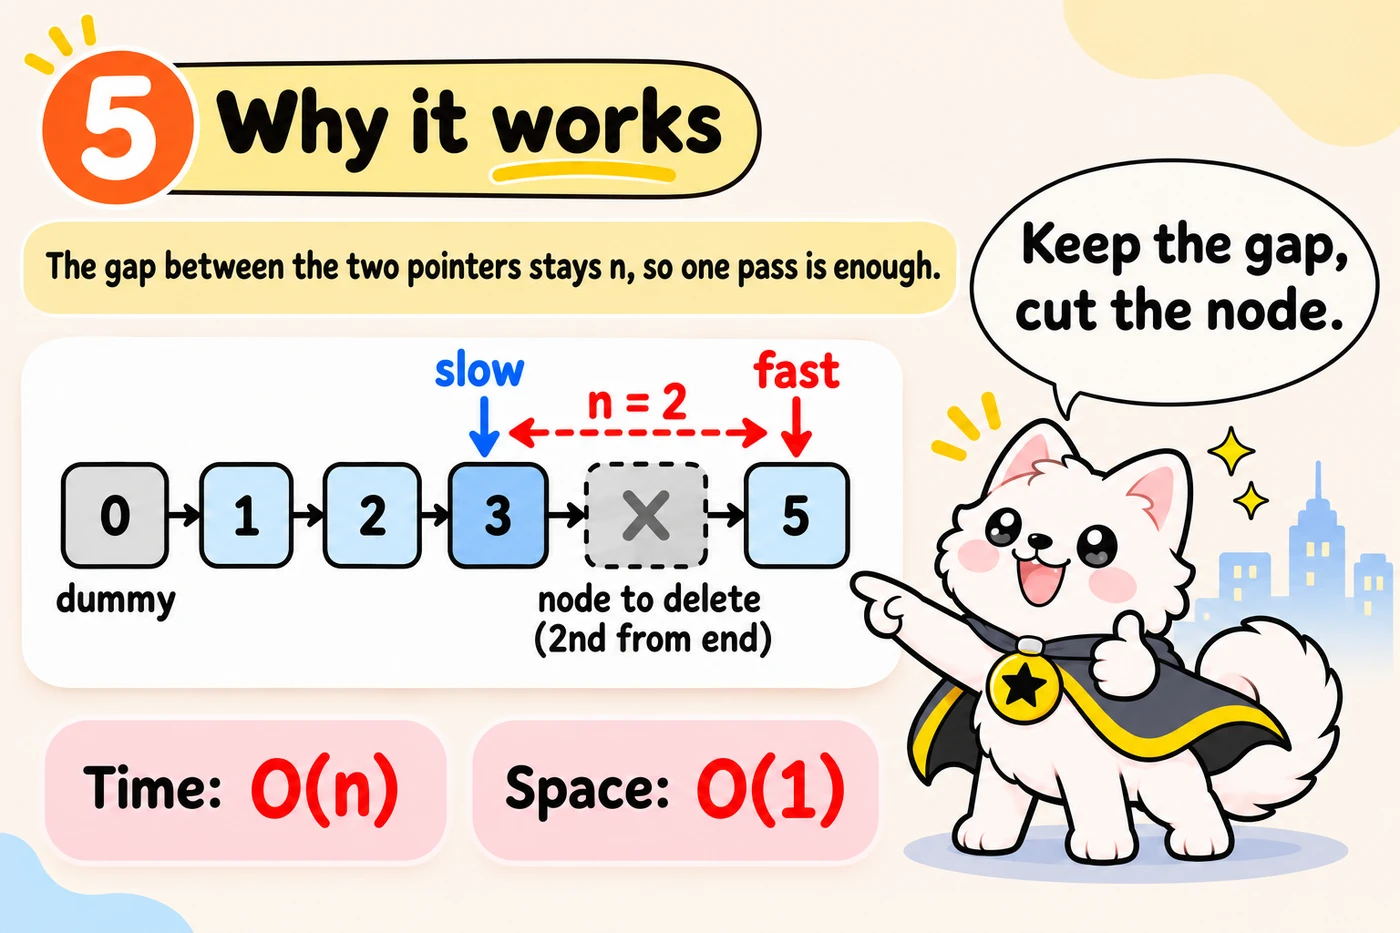 5
Why it works
The gap between the two pointers stays n, so one pass is enough.
Keep the gap,
cut the node.
slow
fast
n = 2
0
1
2
3
X
5
dummy
node to delete
(2nd from end)
Time: O(n)
Space: O(1)